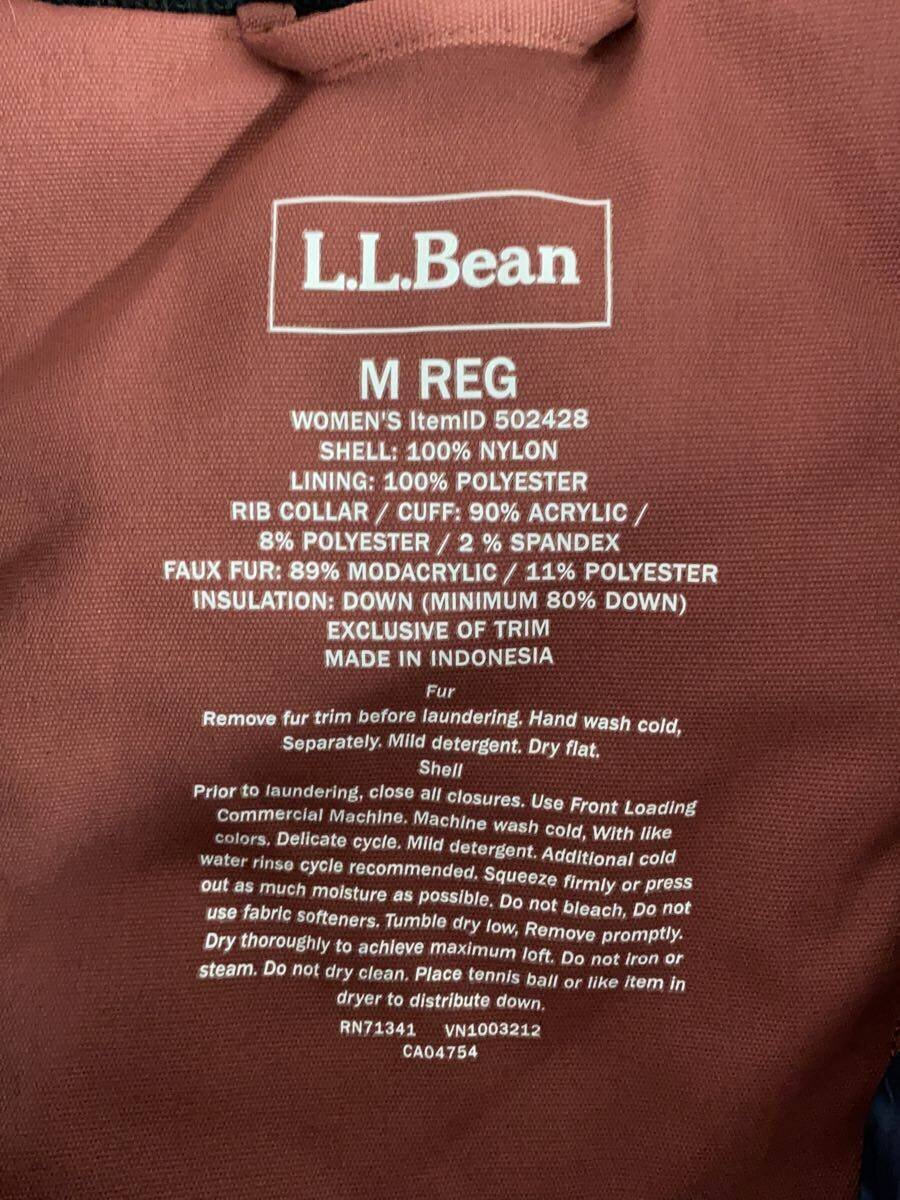 L.L.Bean
M REG
WOMEN'S ItemID 502428
SHELL: 100% NYLON
LINING: 100% POLYESTER
RIB COLLAR / CUFF: 90% ACRYLIC /
8% POLYESTER / 2 % SPANDEX
FAUX FUR: 89% MODACRYLIC / 11% POLYESTER
INSULATION: DOWN (MINIMUM 80% DOWN)
EXCLUSIVE OF TRIM
MADE IN INDONESIA
Fur
Remove fur trim before laundering. Hand wash cold,
Separately. Mild detergent. Dry flat.
Shell
Prior to laundering, close all closures. Use Front Loading
Commercial Machine. Machine wash cold, With like
colors. Delicate cycle. Mild detergent. Additional cold
water rinse cycle recommended. Squeeze firmly or press
out as much moisture as possible. Do not bleach, Do not
use fabric softeners. Tumble dry low, Remove promptly.
Dry thoroughly to achieve maximum loft. Do not iron or
steam. Do not dry clean. Place tennis ball or like item in
dryer to distribute down.
RN71341 VN1003212
CA04754